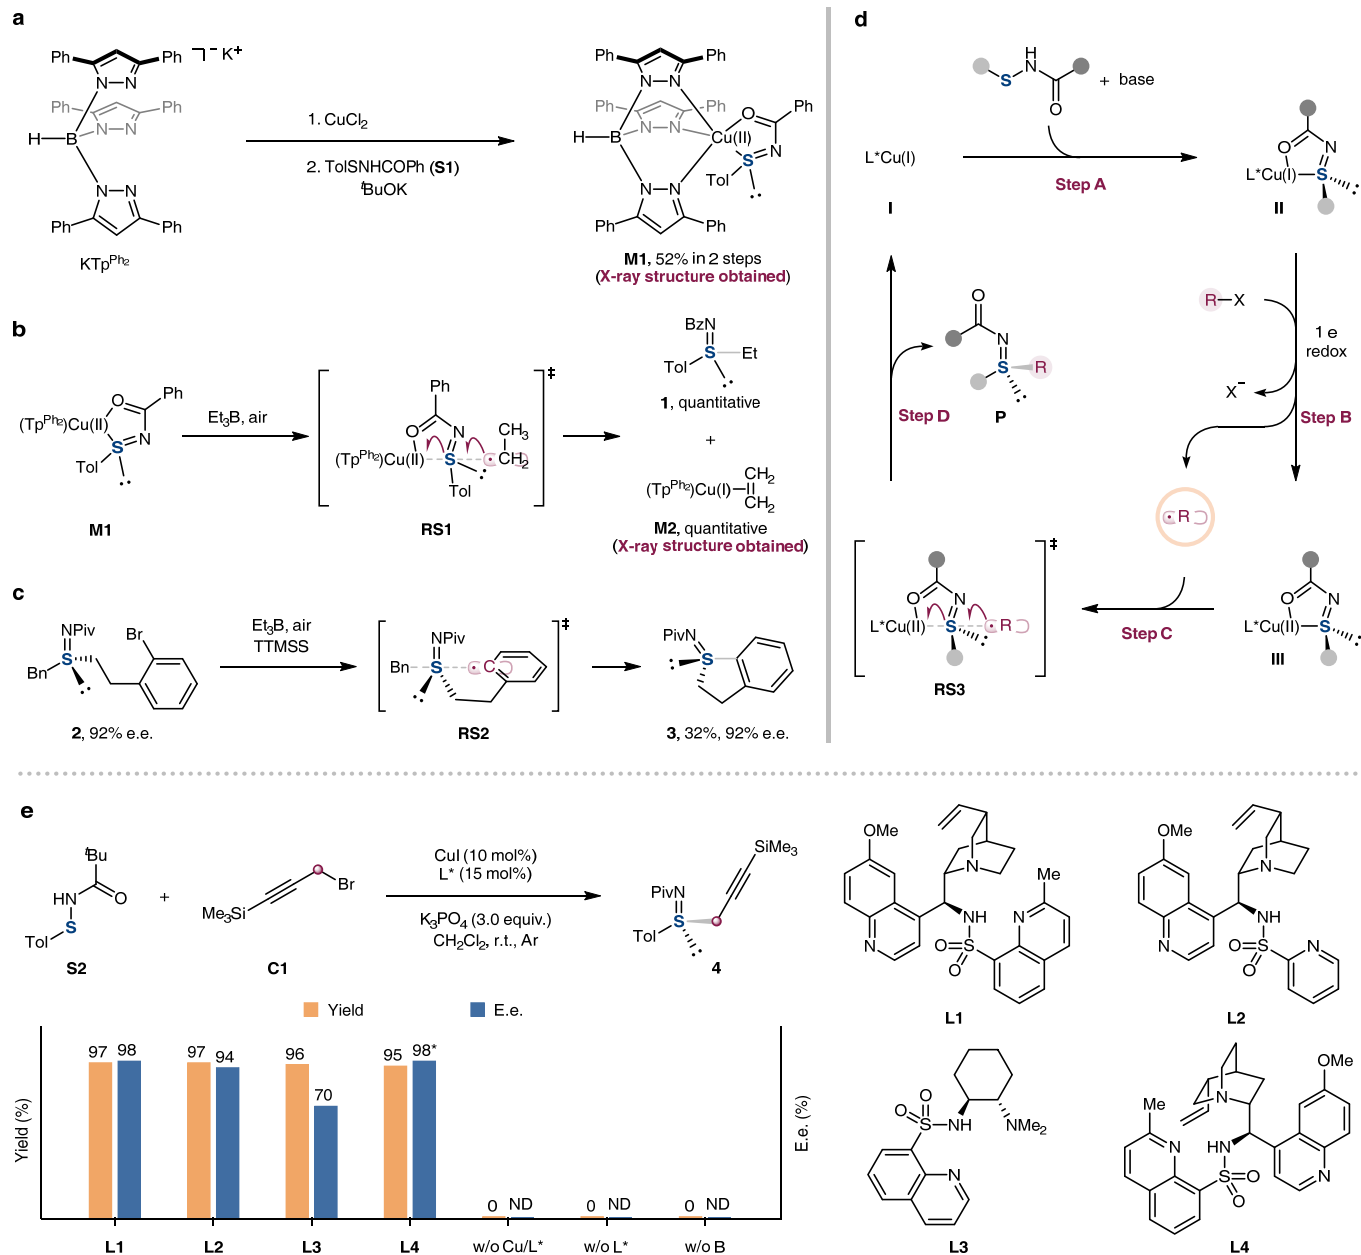 a
Ph
Ph
K+
N
N
Ph
Ph
N
N
H
B
N
N
Ph
Ph
KTpPh2
1. CuCl2
2. TolSNHCOPh (S1)
tBuOK
Ph
Ph
N
N
Ph
Ph
Ph
O
H
B
N
N
Cu(II)
N
S
Tol
N
N
Ph
Ph
M1, 52% in 2 steps
(X-ray structure obtained)
b
Ph
O
(TpPh2)Cu(II)
N
S
Tol
M1
Et3B, air
Ph
O
N
CH3
(TpPh2)Cu(II)
S
CH2
Tol
RS1
‡
BzN
S
Et
Tol
1, quantitative
+
CH2
(TpPh2)Cu(I)
CH2
M2, quantitative
(X-ray structure obtained)
c
NPiv
Br
S
Bn
2, 92% e.e.
Et3B, air
TTMSS
NPiv
Bn
S
C
RS2
‡
PivN
S
3, 32%, 92% e.e.
d
H
N
S
O
+ base
L*Cu(I)
I
Step A
O
N
L*Cu(I)
S
II
R
X
1 e
redox
X−
Step B
R
O
N
S
R
P
Step D
O
N
L*Cu(II)
S
R
RS3
‡
Step C
O
N
L*Cu(II)
S
III
e
tBu
HN
O
S
Tol
S2
+
Br
Me3Si
C1
CuI (10 mol%)
L* (15 mol%)
K3PO4 (3.0 equiv.)
CH2Cl2, r.t., Ar
SiMe3
PivN
S
Tol
4
Yield
E.e.
Yield (%)
E.e. (%)
97
98
97
94
96
70
95
98*
0
ND
0
ND
0
ND
L1
L2
L3
L4
w/o Cu/L*
w/o L*
w/o B
OMe
N
Me
NH
N
N
O
S
O
L1
OMe
N
NH
N
O
S
N
O
L2
O
S
NH
O
NMe2
N
L3
OMe
N
Me
N
HN
N
S
O
O
L4